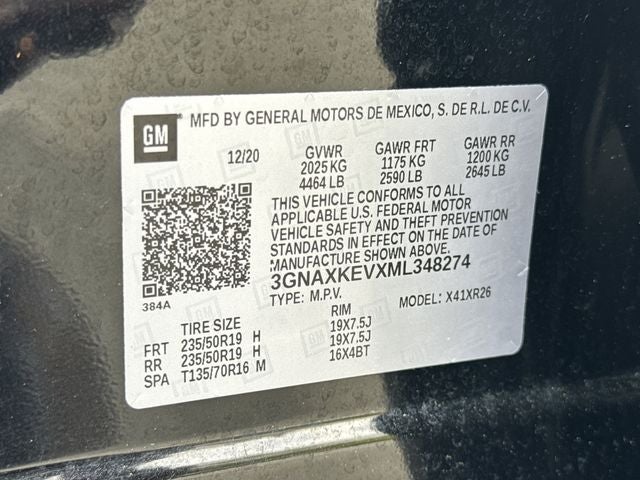 GM MFD BY GENERAL MOTORS DE MEXICO, S. DE R.L. DE C.V.
12/20 GVWR GAWR FRT GAWR RR
2025 KG 1175 KG 1200 KG
4464 LB 2590 LB 2645 LB
THIS VEHICLE CONFORMS TO ALL
APPLICABLE U.S. FEDERAL MOTOR
VEHICLE SAFETY AND THEFT PREVENTION
STANDARDS IN EFFECT ON THE DATE OF
MANUFACTURE SHOWN ABOVE.
3GNAXKEVXML348274
384A TYPE: M.P.V. MODEL: X41XR26
TIRE SIZE RIM
FRT 235/50R19 H 19X7.5J
RR 235/50R19 H 19X7.5J
SPA T135/70R16 M 16X4BT